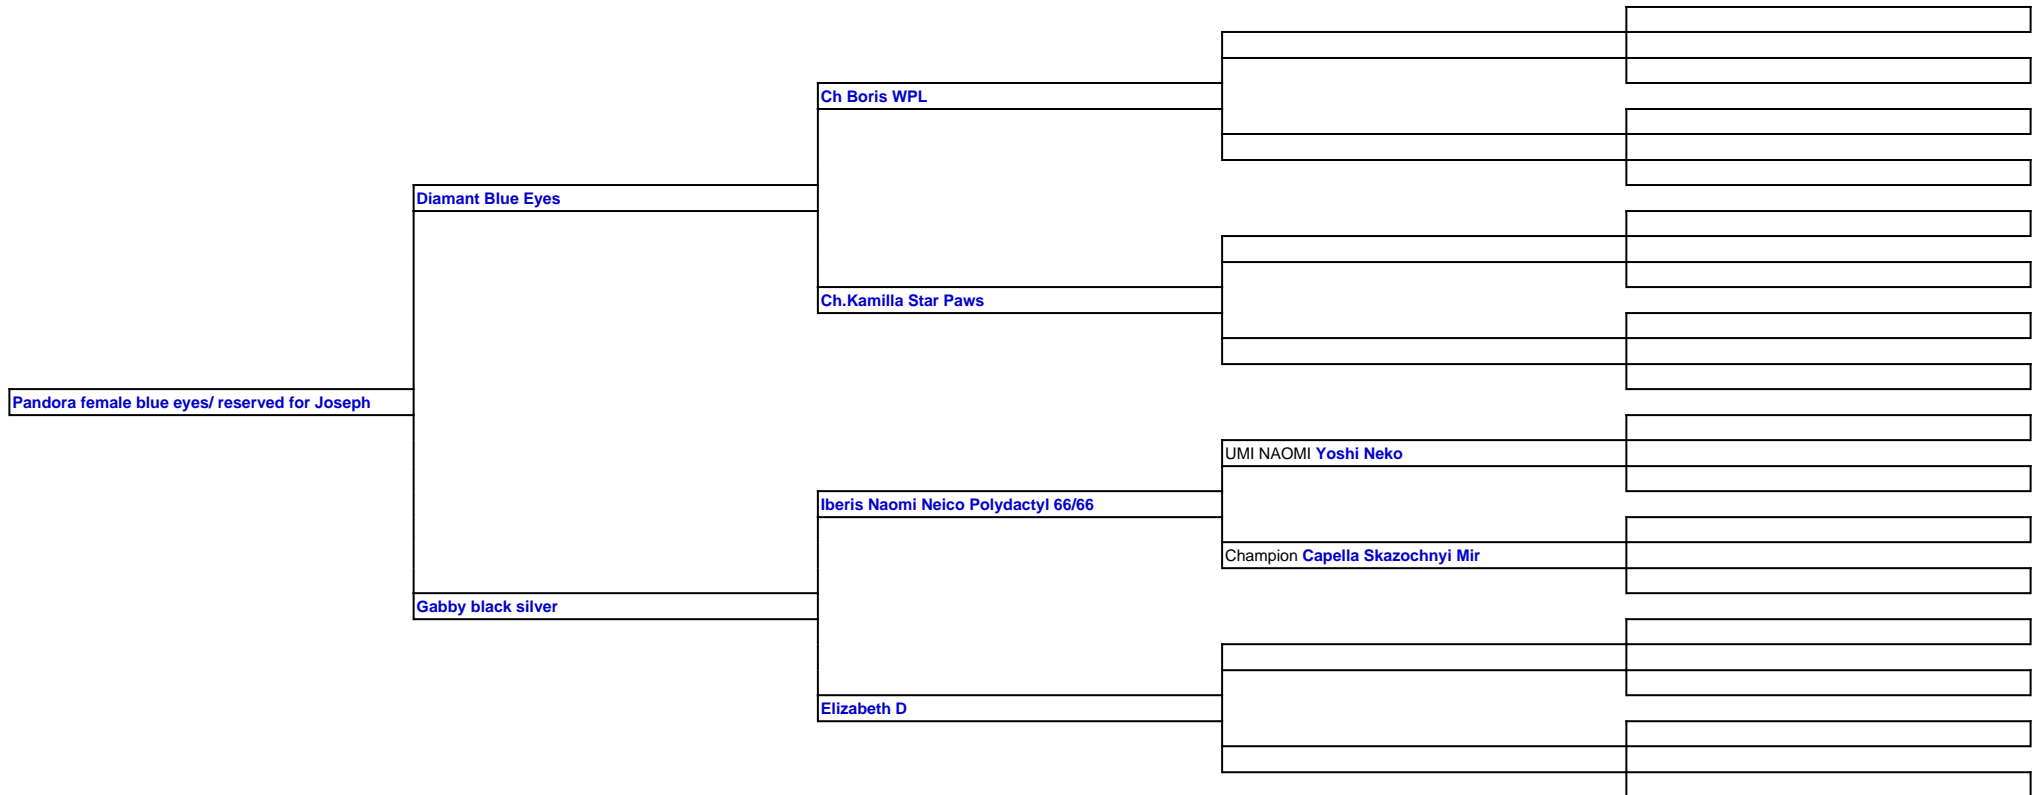 Ch Boris WPL
Diamant Blue Eyes
Ch.Kamilla Star Paws
Pandora female blue eyes/ reserved for Joseph
UMI NAOMI Yoshi Neko
Iberis Naomi Neico Polydactyl 66/66
Champion Capella Skazochnyi Mir
Gabby black silver
Elizabeth D